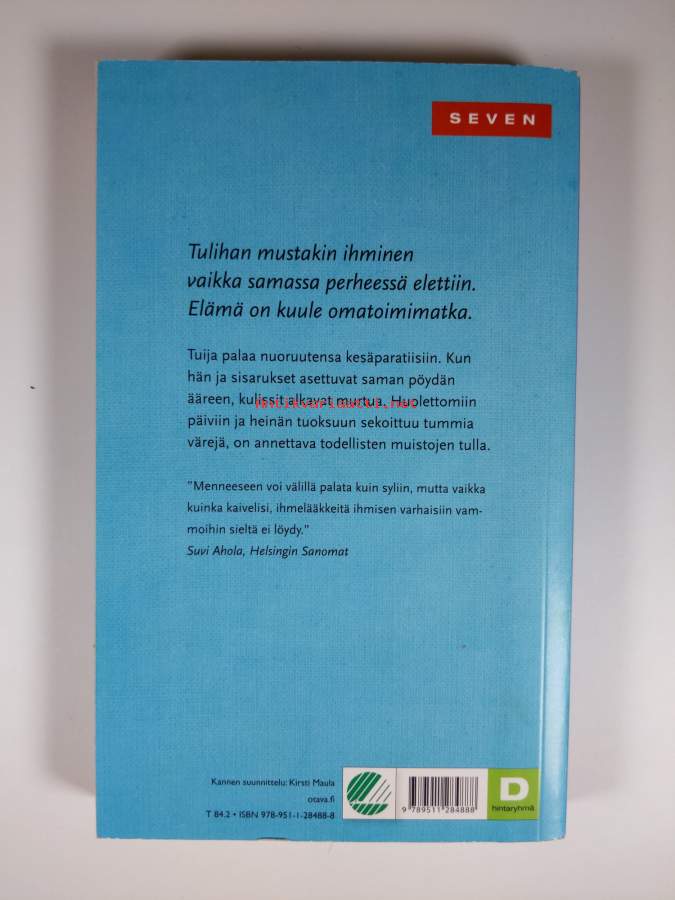 SEVEN
Tulihan mustakin ihminen
vaikka samassa perheessä elettiin.
Elämä on kuule omatoimimatka.
Tuija palaa nuoruutensa kesäparatiisiin. Kun
hän ja sisarukset asettuvat saman pöydän
ääreen, kulissit alkavat murtua. Huolettomiin
antikvariaatti.net
päiviin ja heinän tuoksuun sekoittuu tummia
värejä, on annettava todellisten muistojen tulla.
"Menneeseen voi välillä palata kuin syliin, mutta vaikka
kuinka kaivelisi, ihmelääkkeitä ihmisen varhaisiin vam-
moihin sieltä ei löydy."
Suvi Ahola, Helsingin Sanomat
Kannen suunnittelu: Kirsti Maula
otava.fi
T 84.2 • ISBN 978-951-1-28488-8
9 789511 284888
D
hintaryhmä